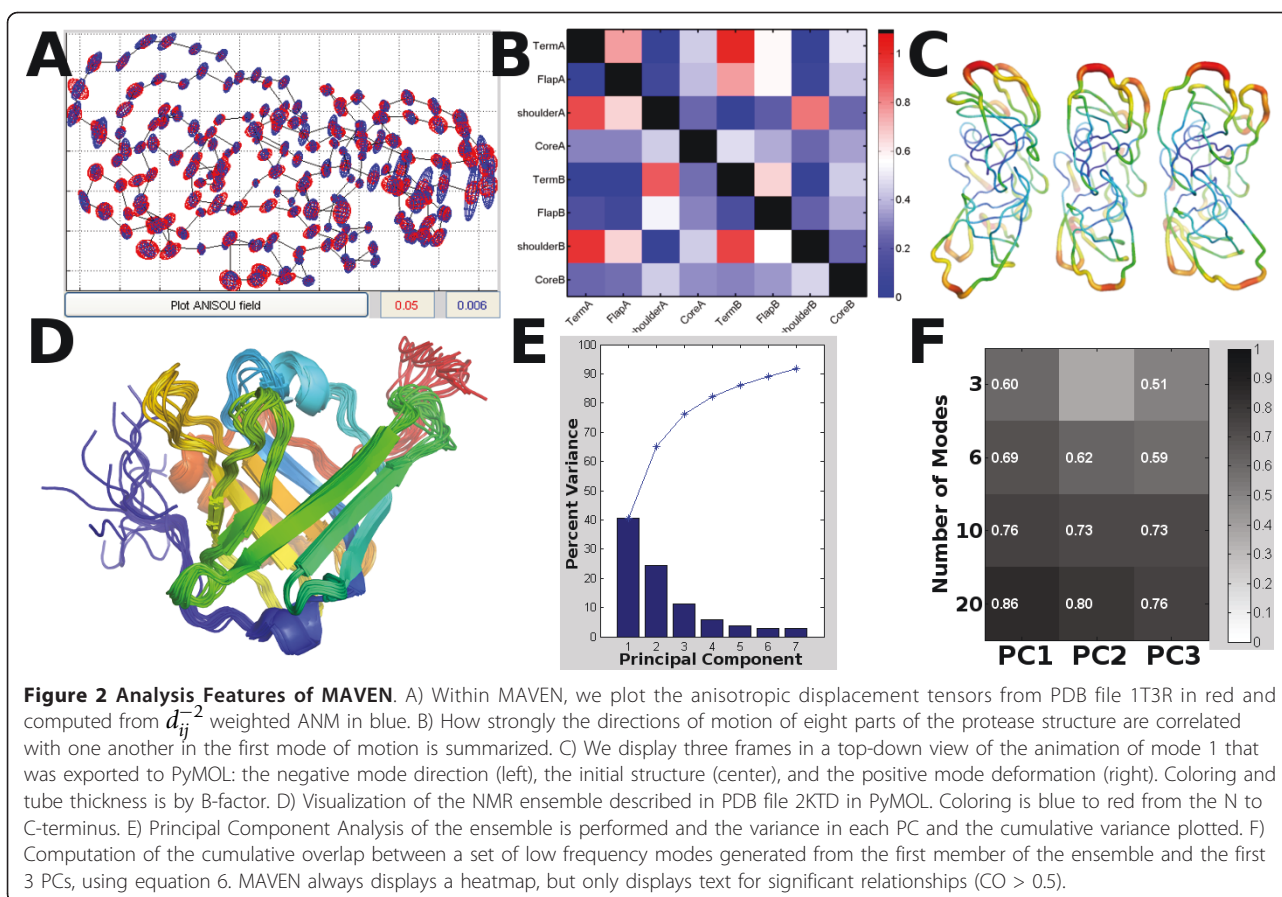 A
Plot ANISOU field
0.05
0.006
B
TermA
FlapA
shoulderA
CoreA
TermB
FlapB
shoulderB
CoreB
TermA
FlapA
shoulderA
CoreA
TermB
FlapB
shoulderB
CoreB
1
0.8
0.6
0.4
0.2
0
C
D
E
Percent Variance
100
90
80
70
60
50
40
30
20
10
0
1 2 3 4 5 6 7
Principal Component
F
Number of Modes
3 0.60 0.51
6 0.69 0.62 0.59
10 0.76 0.73 0.73
20 0.86 0.80 0.76
PC1 PC2 PC3
1
0.9
0.8
0.7
0.6
0.5
0.4
0.3
0.2
0.1
0
Figure 2 Analysis Features of MAVEN. A) Within MAVEN, we plot the anisotropic displacement tensors from PDB file 1T3R in red and
computed from d_{ij}^{-2} weighted ANM in blue. B) How strongly the directions of motion of eight parts of the protease structure are correlated
with one another in the first mode of motion is summarized. C) We display three frames in a top-down view of the animation of mode 1 that
was exported to PyMOL: the negative mode direction (left), the initial structure (center), and the positive mode deformation (right). Coloring and
tube thickness is by B-factor. D) Visualization of the NMR ensemble described in PDB file 2KTD in PyMOL. Coloring is blue to red from the N to
C-terminus. E) Principal Component Analysis of the ensemble is performed and the variance in each PC and the cumulative variance plotted. F)
Computation of the cumulative overlap between a set of low frequency modes generated from the first member of the ensemble and the first
3 PCs, using equation 6. MAVEN always displays a heatmap, but only displays text for significant relationships (CO > 0.5).